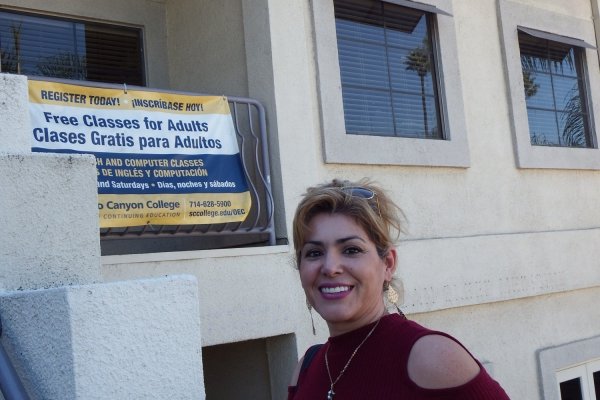 REGISTER TODAY! • ¡INSCRÍBASE HOY!
Free Classes for Adults
Clases Gratis para Adultos
AND COMPUTER CLASSES
DE INGLÉS Y COMPUTACIÓN
and Saturdays • Días, noches y sábados
Canyon College
CONTINUING EDUCATION
714-628-5900
sccollege.edu/OEC